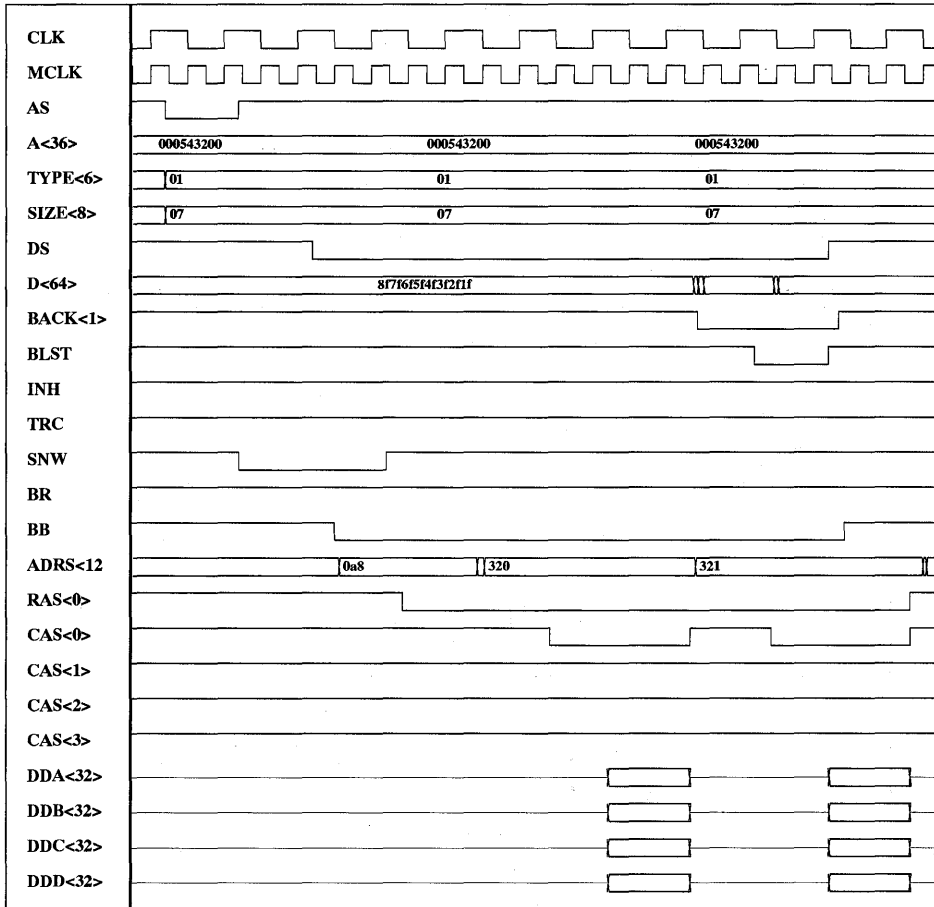 CLK
MCLK
AS
A<36> 000543200 000543200 000543200
TYPE<6> 01 01 01
SIZE<8> 07 07 07
DS
D<64> 8f7f6f5f4f3f2f1f
BACK<1>
BLST
INH
TRC
SNW
BR
BB
ADRS<12 0a8 320 321
RAS<0>
CAS<0>
CAS<1>
CAS<2>
CAS<3>
DDA<32>
DDB<32>
DDC<32>
DDD<32>